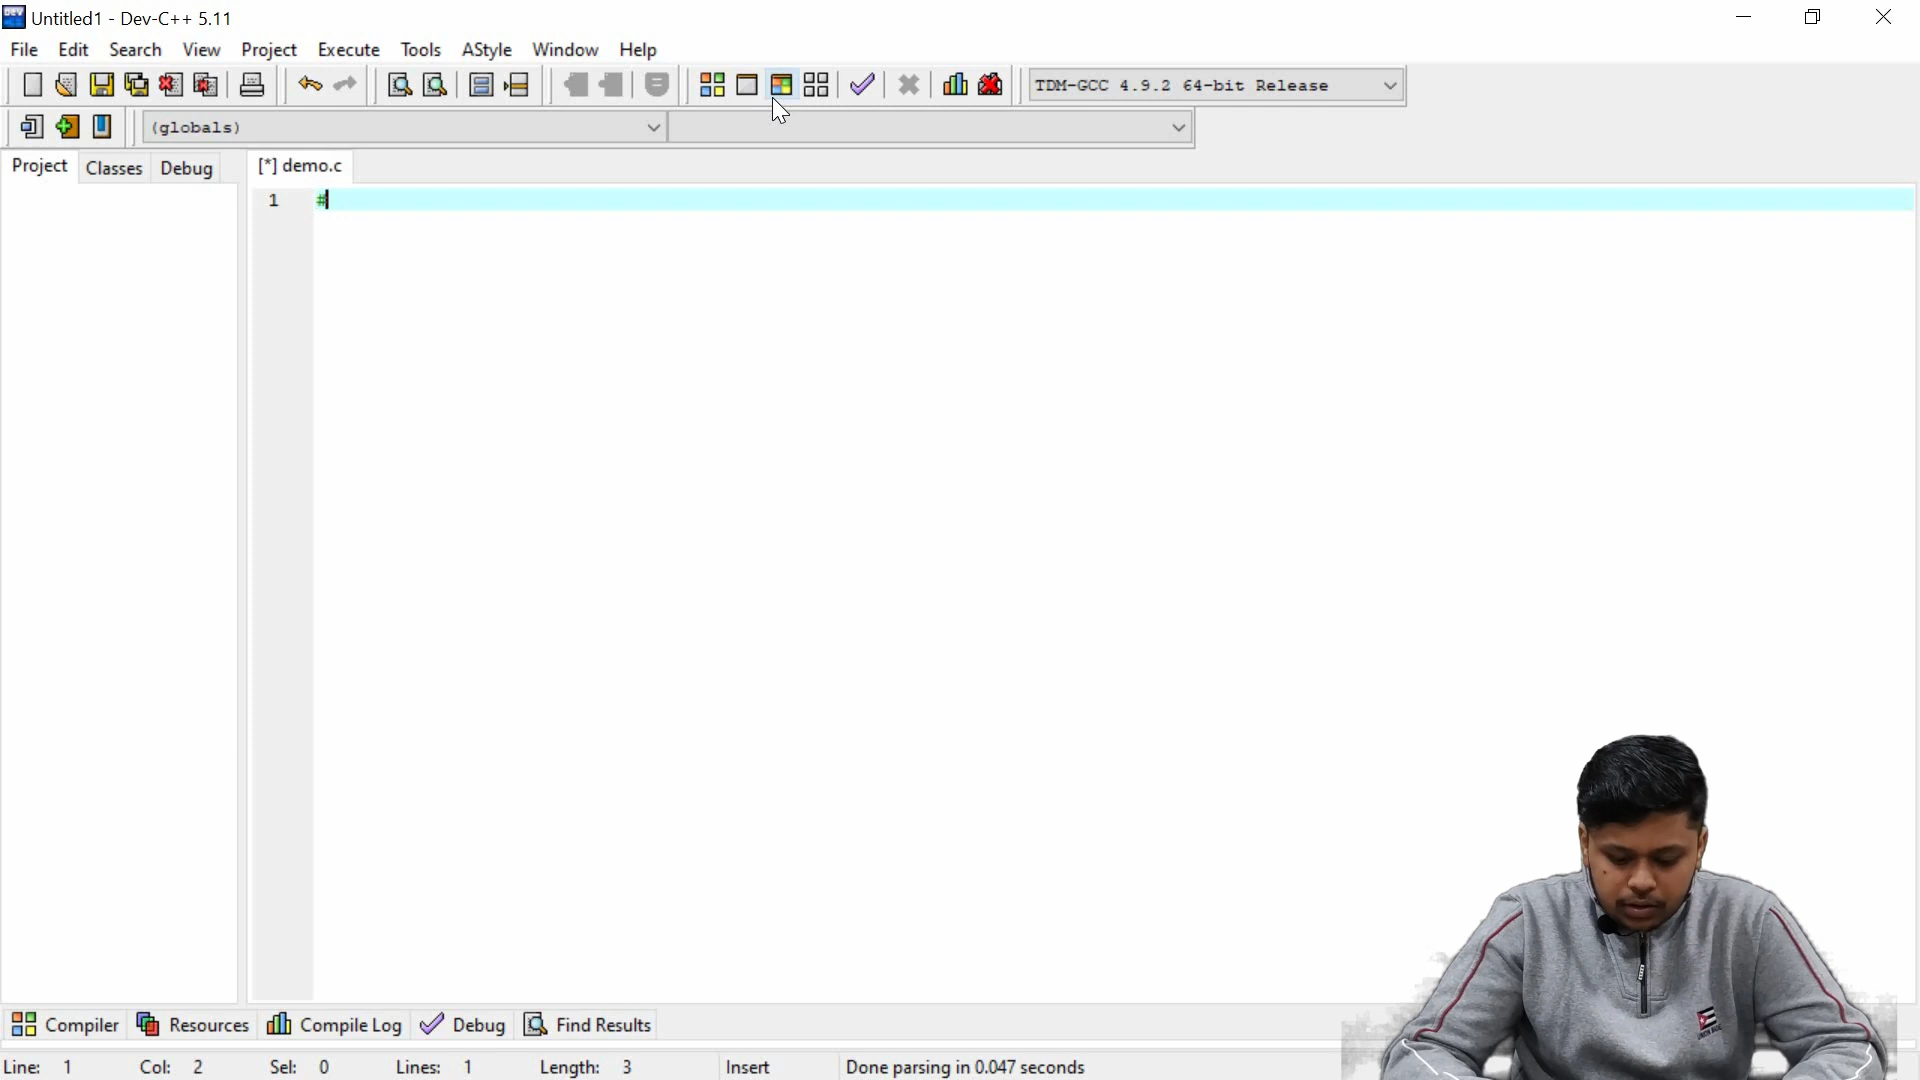 Untitled1 - Dev-C++ 5.11
File Edit Search View Project Execute Tools AStyle Window Help
TDM-GCC 4.9.2 64-bit Release
(globals)
Project Classes Debug [*] demo.c
1 #
Compiler Resources Compile Log Debug Find Results
Line: 1 Col: 2 Sel: 0 Lines: 1 Length: 3 Insert Done parsing in 0.047 seconds